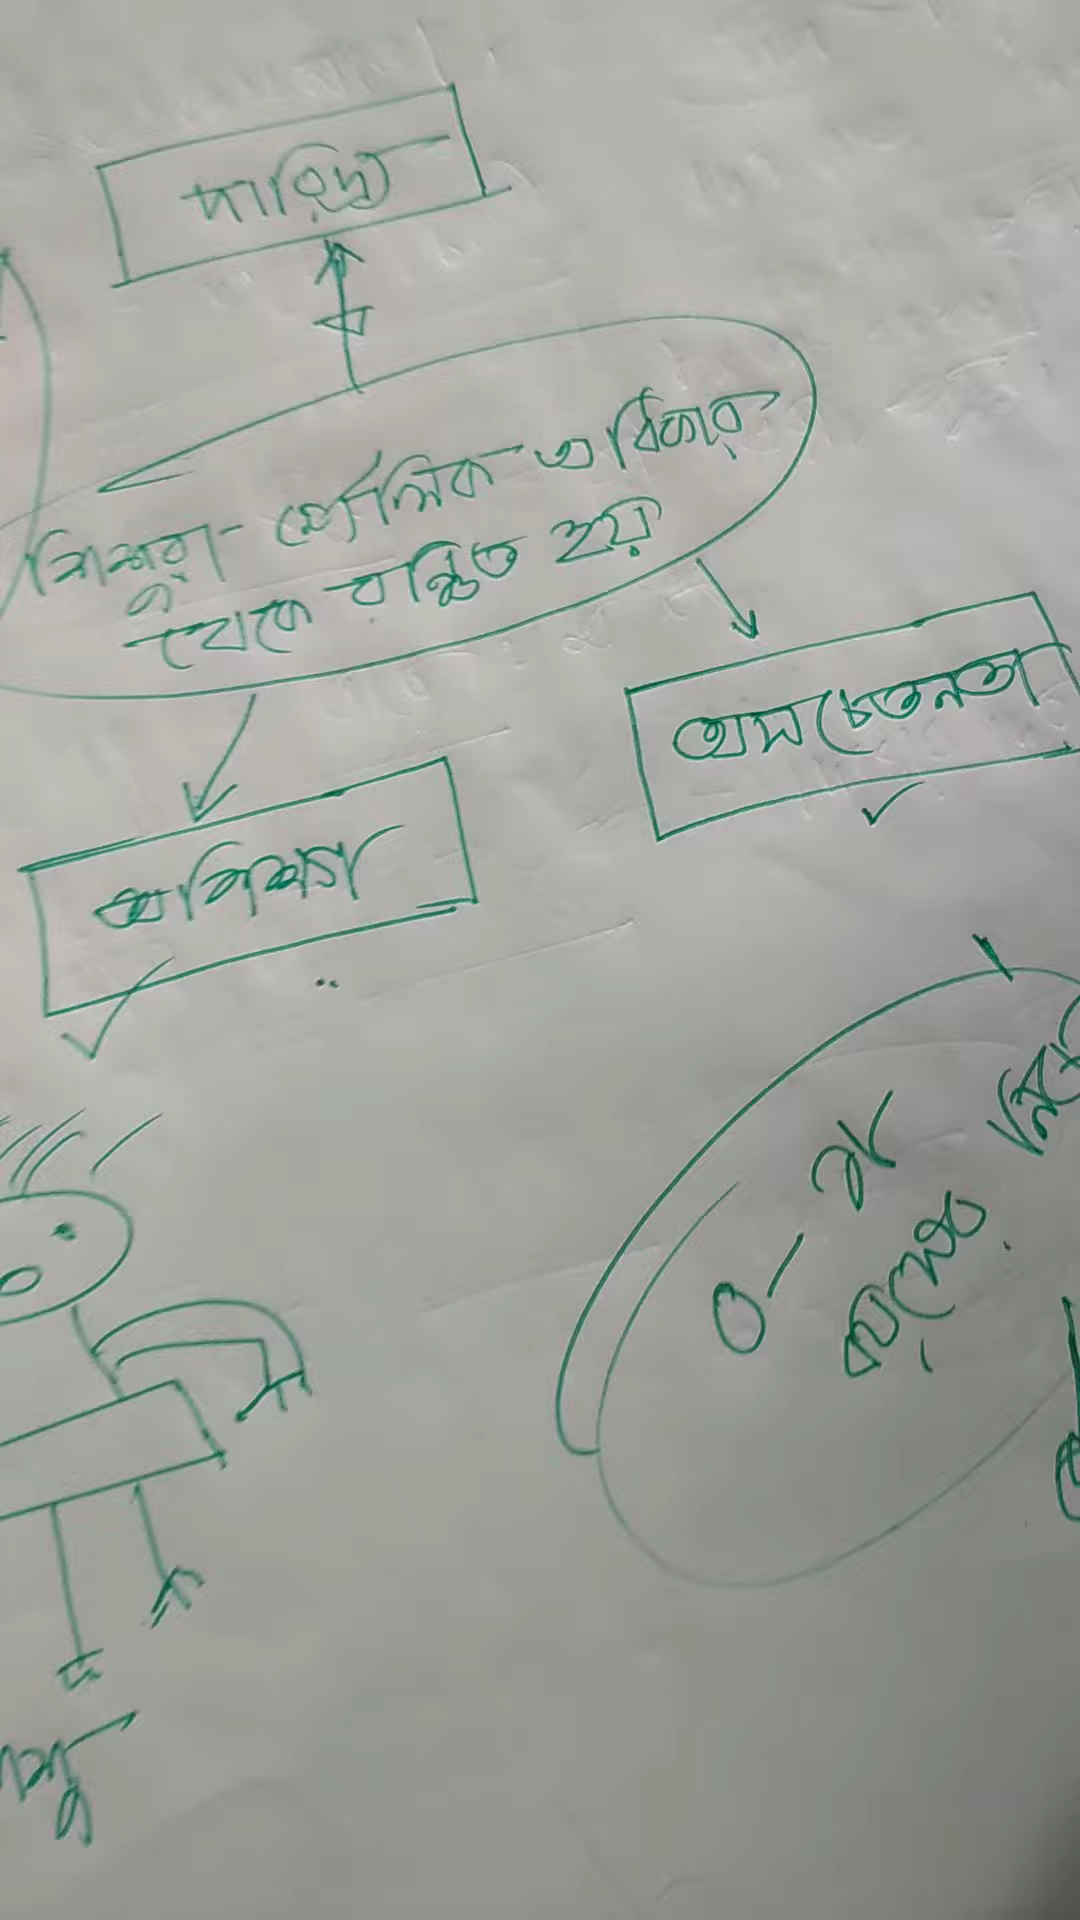 দারিদ্র
শিশুরা মৌলিক অধিকার
থেকে বঞ্চিত হয়
অসচেতনতা
অশিক্ষা
০-১৮